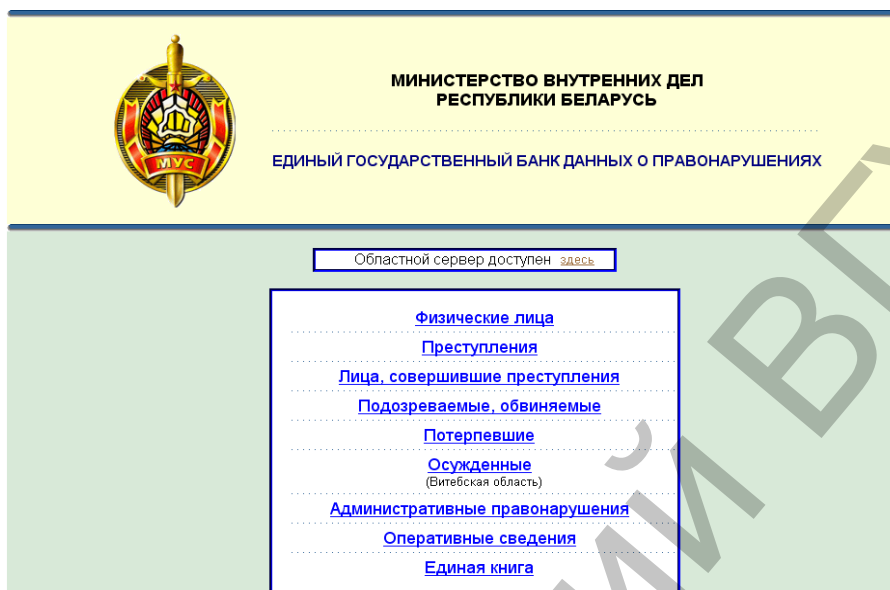 МИНИСТЕРСТВО ВНУТРЕННИХ ДЕЛ
РЕСПУБЛИКИ БЕЛАРУСЬ
МУС
ЕДИНЫЙ ГОСУДАРСТВЕННЫЙ БАНК ДАННЫХ О ПРАВОНАРУШЕНИЯХ
Областной сервер доступен здесь
Физические лица
Преступления
Лица, совершившие преступления
Подозреваемые, обвиняемые
Потерпевшие
Осужденные
(Витебская область)
Административные правонарушения
Оперативные сведения
Единая книга